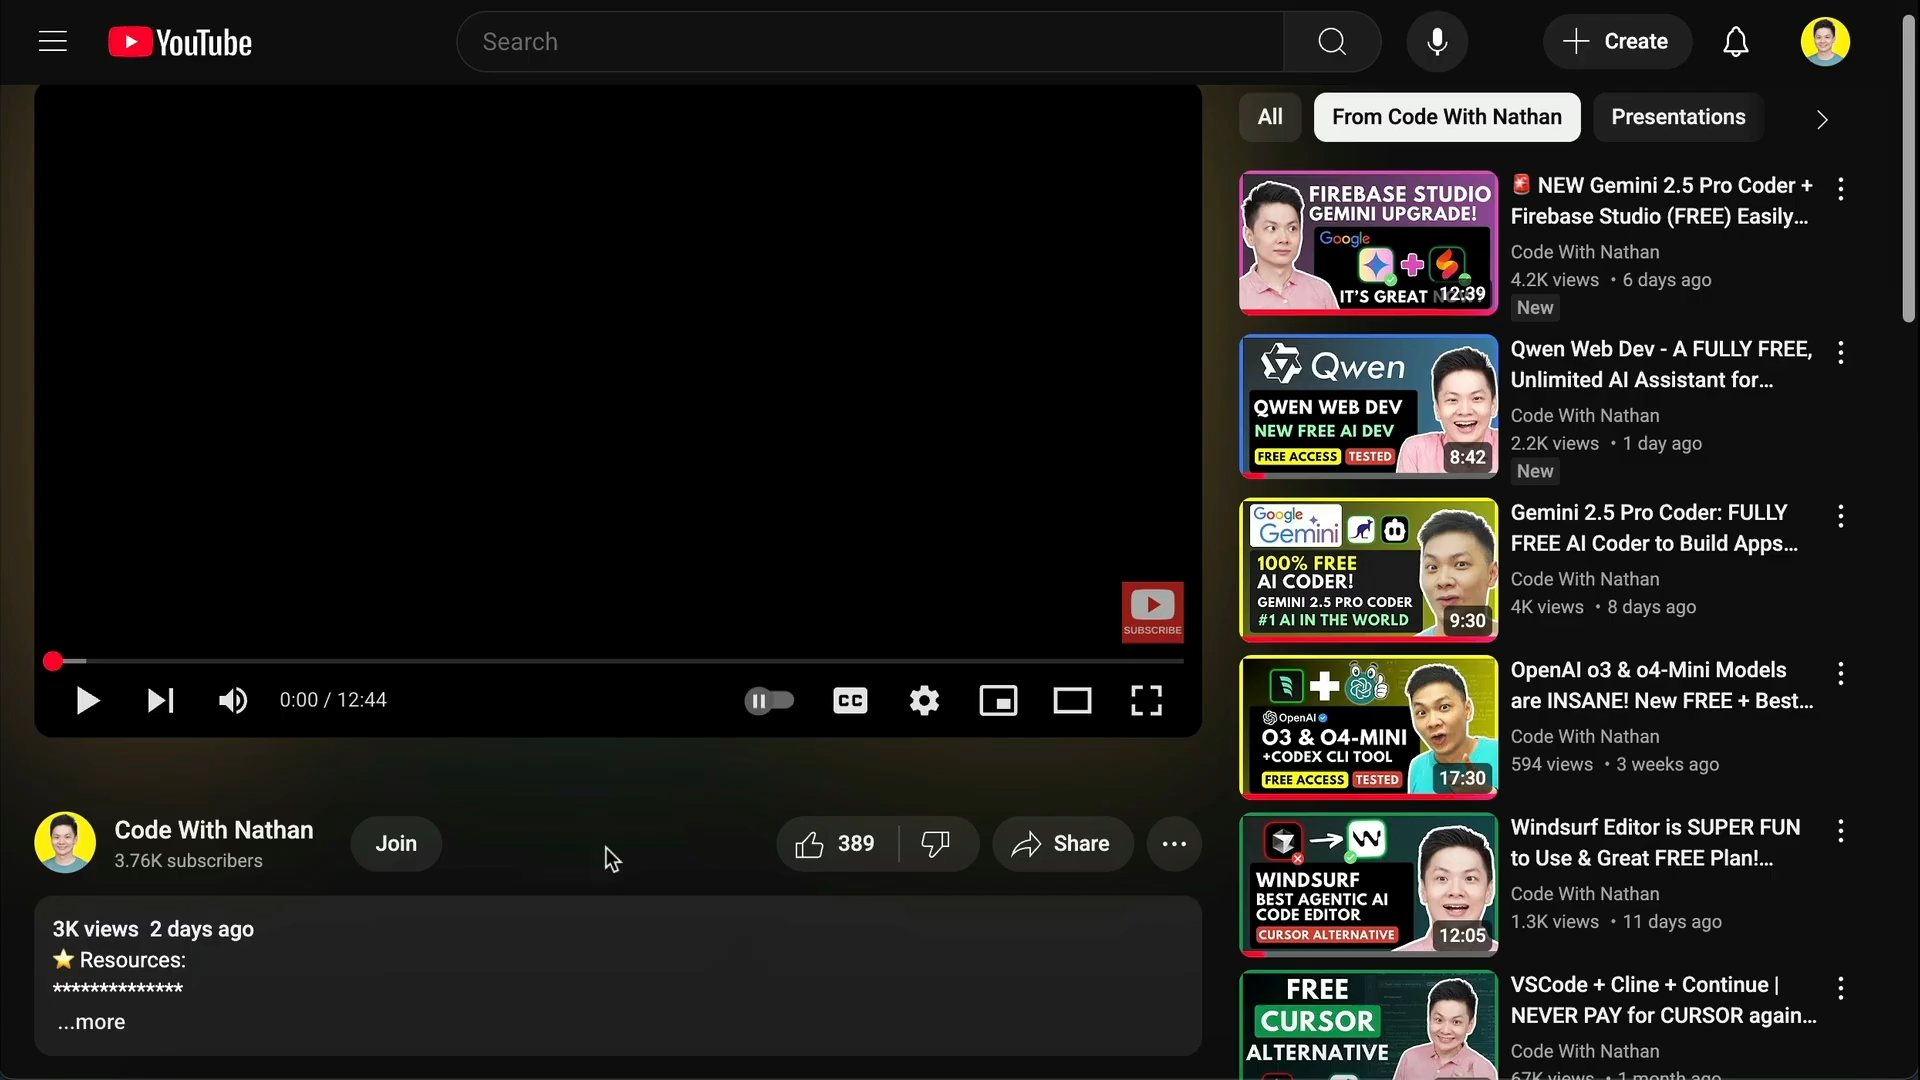 YouTube
Search
Create
All
From Code With Nathan
Presentations
SUBSCRIBE
0:00 / 12:44
CC
Code With Nathan
3.76K subscribers
Join
389
Share
3K views 2 days ago
⭐ Resources:
**************
...more
FIREBASE STUDIO
GEMINI UPGRADE!
Google
IT'S GREAT
12:39
🚨 NEW Gemini 2.5 Pro Coder +
Firebase Studio (FREE) Easily...
Code With Nathan
4.2K views • 6 days ago
New
Qwen
QWEN WEB DEV
NEW FREE AI DEV
FREE ACCESS TESTED
8:42
Qwen Web Dev - A FULLY FREE,
Unlimited AI Assistant for...
Code With Nathan
2.2K views • 1 day ago
New
Google
Gemini
100% FREE
AI CODER!
GEMINI 2.5 PRO CODER
#1 AI IN THE WORLD
9:30
Gemini 2.5 Pro Coder: FULLY
FREE AI Coder to Build Apps...
Code With Nathan
4K views • 8 days ago
OpenAI
O3 & O4-MINI
+CODEX CLI TOOL
FREE ACCESS TESTED
17:30
OpenAI o3 & o4-Mini Models
are INSANE! New FREE + Best...
Code With Nathan
594 views • 3 weeks ago
WINDSURF
BEST AGENTIC AI
CODE EDITOR
CURSOR ALTERNATIVE
12:05
Windsurf Editor is SUPER FUN
to Use & Great FREE Plan!...
Code With Nathan
1.3K views • 11 days ago
FREE
CURSOR
ALTERNATIVE
VSCode + Cline + Continue |
NEVER PAY for CURSOR again...
Code With Nathan
67K views • 1 month ago